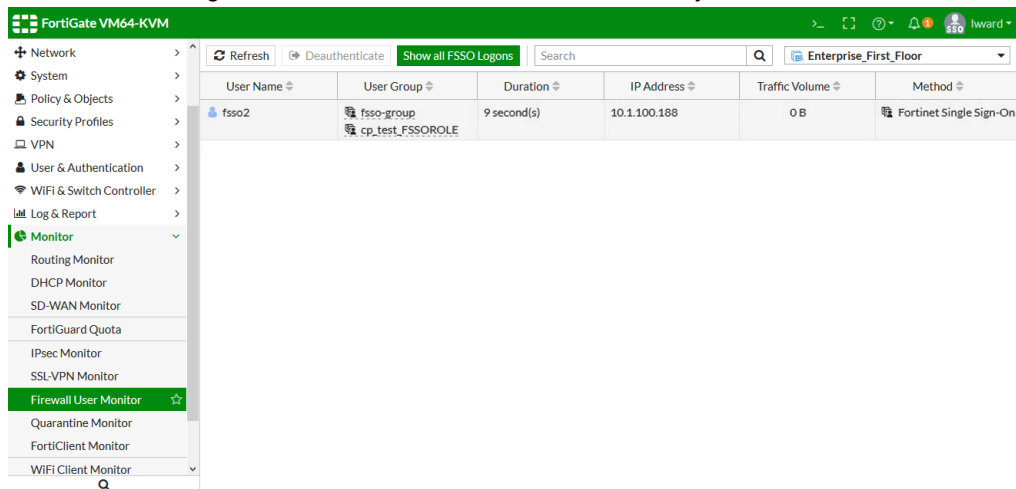 FortiGate VM64-KVM
>_ 1 SSO lward
Network
System
Policy & Objects
Security Profiles
VPN
User & Authentication
WiFi & Switch Controller
Log & Report
Monitor
Routing Monitor
DHCP Monitor
SD-WAN Monitor
FortiGuard Quota
IPsec Monitor
SSL-VPN Monitor
Firewall User Monitor
Quarantine Monitor
FortiClient Monitor
WiFi Client Monitor
Refresh Deauthenticate Show all FSSO Logons Search Enterprise_First_Floor
User Name User Group Duration IP Address Traffic Volume Method
fsso2 fsso-group 9 second(s) 10.1.100.188 0 B Fortinet Single Sign-On
cp_test_FSSOROLE